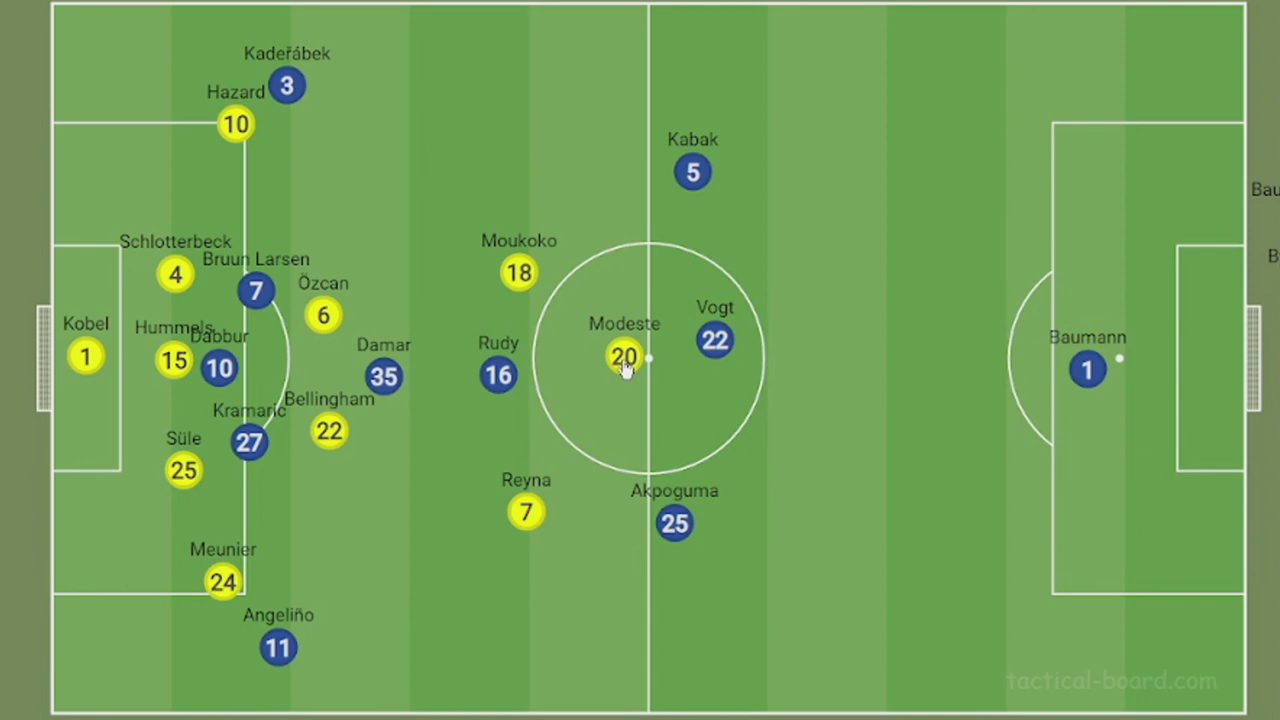 Kadeřábek
3
Hazard
10
Kabak
5
Bau
Schlotterbeck
4
Moukoko
18
Bruun Larsen
7
B
Özcan
6
Vogt
22
Kobel
1
Hummels
15
Dabbur
10
Modeste
20
Baumann
1
Damar
35
Rudy
16
Bellingham
22
Kramaric
27
Süle
25
Reyna
7
Akpoguma
25
Meunier
24
Angeliño
11
tactical-board.com